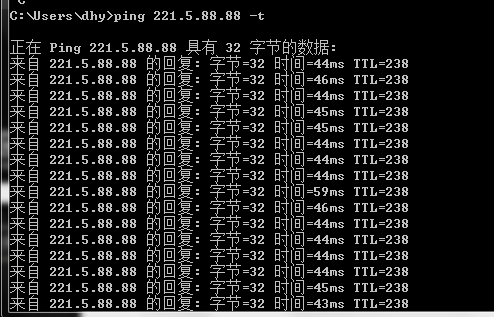 C:\Users\dhy>ping 221.5.88.88 -t
正在 Ping 221.5.88.88 具有 32 字节的数据:
来自 221.5.88.88 的回复: 字节=32 时间=44ms TTL=238
来自 221.5.88.88 的回复: 字节=32 时间=46ms TTL=238
来自 221.5.88.88 的回复: 字节=32 时间=44ms TTL=238
来自 221.5.88.88 的回复: 字节=32 时间=45ms TTL=238
来自 221.5.88.88 的回复: 字节=32 时间=45ms TTL=238
来自 221.5.88.88 的回复: 字节=32 时间=44ms TTL=238
来自 221.5.88.88 的回复: 字节=32 时间=44ms TTL=238
来自 221.5.88.88 的回复: 字节=32 时间=44ms TTL=238
来自 221.5.88.88 的回复: 字节=32 时间=59ms TTL=238
来自 221.5.88.88 的回复: 字节=32 时间=46ms TTL=238
来自 221.5.88.88 的回复: 字节=32 时间=44ms TTL=238
来自 221.5.88.88 的回复: 字节=32 时间=44ms TTL=238
来自 221.5.88.88 的回复: 字节=32 时间=44ms TTL=238
来自 221.5.88.88 的回复: 字节=32 时间=44ms TTL=238
来自 221.5.88.88 的回复: 字节=32 时间=45ms TTL=238
来自 221.5.88.88 的回复: 字节=32 时间=43ms TTL=238